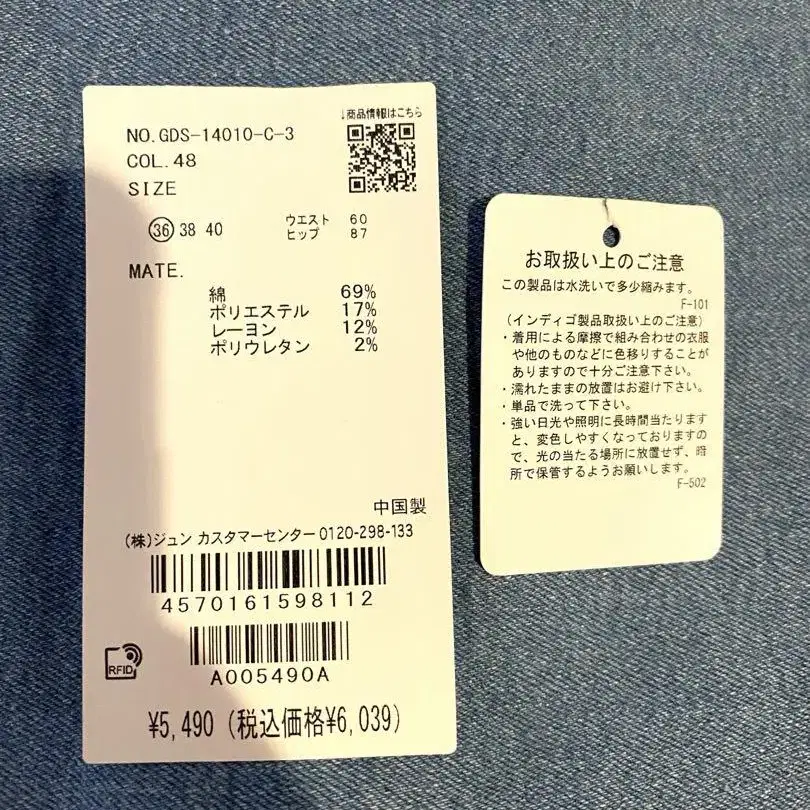 ↓商品情報はこちら
NO.GDS-14010-C-3
COL.48
SIZE
36 38 40
ウエスト 60
ヒップ 87
MATE.
綿 69%
ポリエステル 17%
レーヨン 12%
ポリウレタン 2%
中国製
(株)ジュン カスタマーセンター 0120-298-133
4570161598112
RFID
A005490A
¥5,490 (税込価格¥6,039)
お取扱い上のご注意
この製品は水洗いで多少縮みます。
F-101
(インディゴ製品取扱い上のご注意)
・着用による摩擦で組み合わせの衣服
や他のものなどに色移りすることが
ありますので十分ご注意下さい。
・濡れたままの放置はお避け下さい。
・単品で洗って下さい。
・強い日光や照明に長時間当たります
と、変色しやすくなっておりますの
で、光の当たる場所に放置せず、暗
所で保管するようお願いします。
F-502